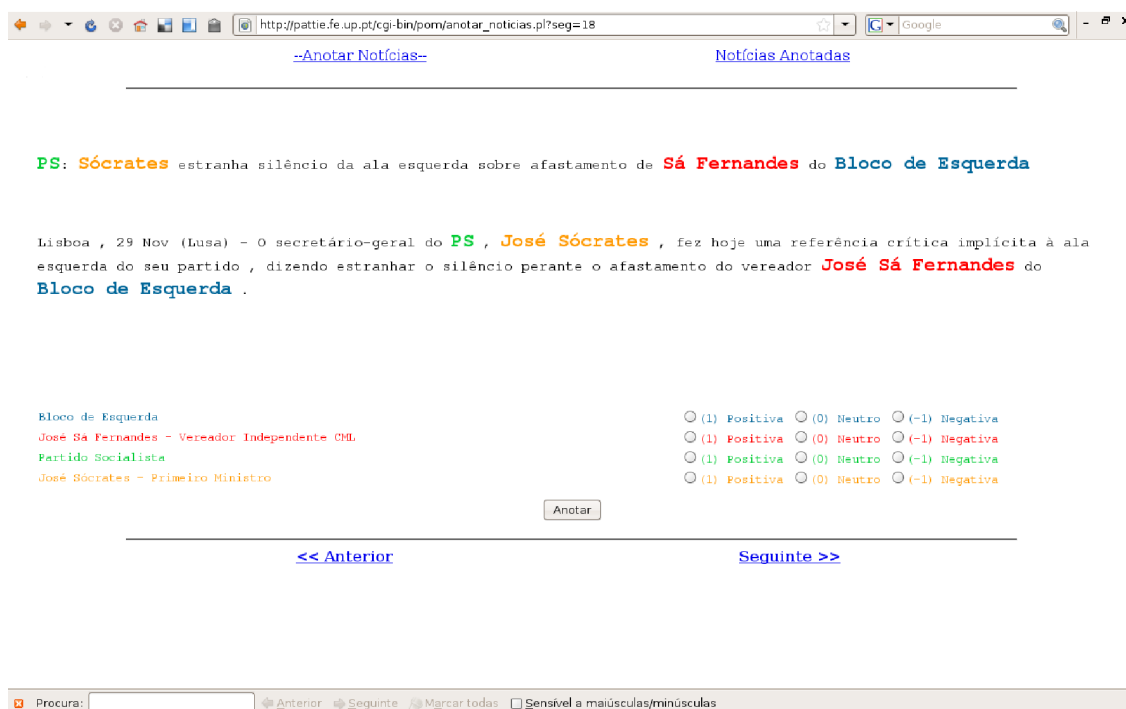 http://pattie.fe.up.pt/cgi-bin/pom/anotar_noticias.pl?seg=18 G Google
--Anotar Notícias-- Notícias Anotadas
PS: Sócrates estranha silêncio da ala esquerda sobre afastamento de Sá Fernandes do Bloco de Esquerda
Lisboa , 29 Nov (Lusa) - O secretário-geral do PS , José Sócrates , fez hoje uma referência crítica implícita à ala
esquerda do seu partido , dizendo estranhar o silêncio perante o afastamento do vereador José Sá Fernandes do
Bloco de Esquerda .
Bloco de Esquerda (1) Positiva (0) Neutro (-1) Negativa
José Sá Fernandes - Vereador Independente CML (1) Positiva (0) Neutro (-1) Negativa
Partido Socialista (1) Positiva (0) Neutro (-1) Negativa
José Sócrates - Primeiro Ministro (1) Positiva (0) Neutro (-1) Negativa
Anotar
<< Anterior Seguinte >>
Procura: Anterior Seguinte Marcar todas Sensível a maiúsculas/minúsculas